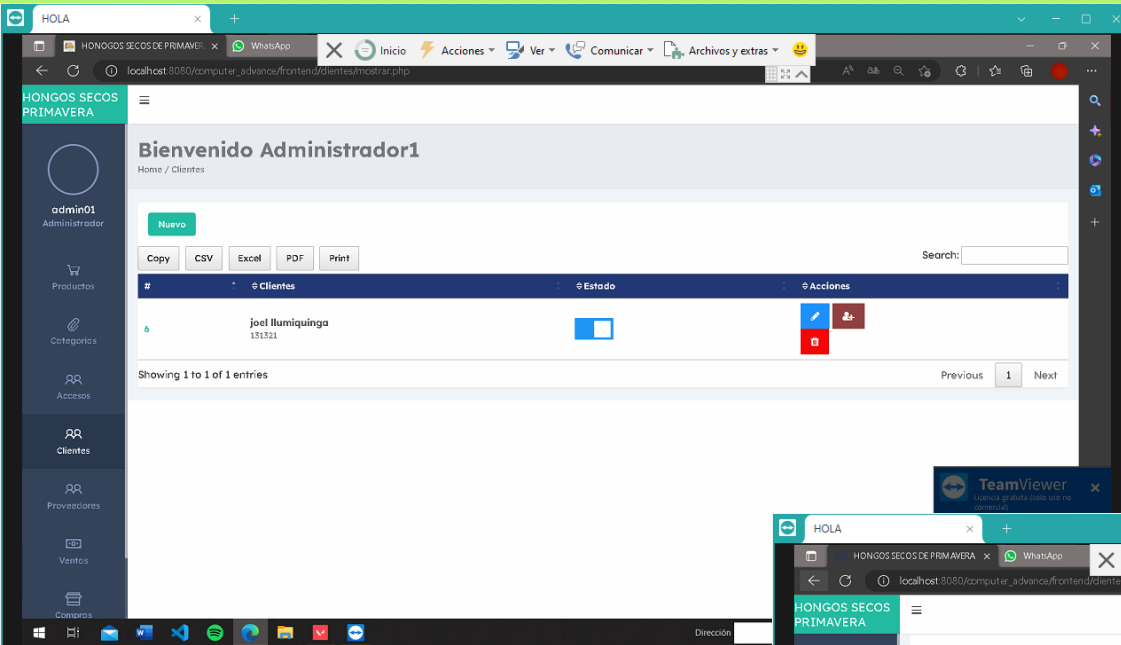 HOLA
HONOGOS SECOS DE PRIMAVER.
WhatsApp
Inicio
Acciones
Ver
Comunicar
Archivos y extras
localhost:8080/computer_advance/frontend/clientes/mostrar.php
HONGOS SECOS
PRIMAVERA
Bienvenido Administrador1
Home / Clientes
admin01
Administrador
Nuevo
Copy CSV Excel PDF Print
Search:
# Clientes Estado Acciones
6 joel llumiquinga
131321
Showing 1 to 1 of 1 entries
Previous 1 Next
Productos
Categorias
Accesos
Clientes
Proveedores
Ventas
Compras
TeamViewer
Licencia gratuita (solo uso no
comercial)
Dirección
HOLA
HONGOS SECOS DE PRIMAVERA
WhatsApp
localhost:8080/computer_advance/frontend/cliente
HONGOS SECOS
PRIMAVERA